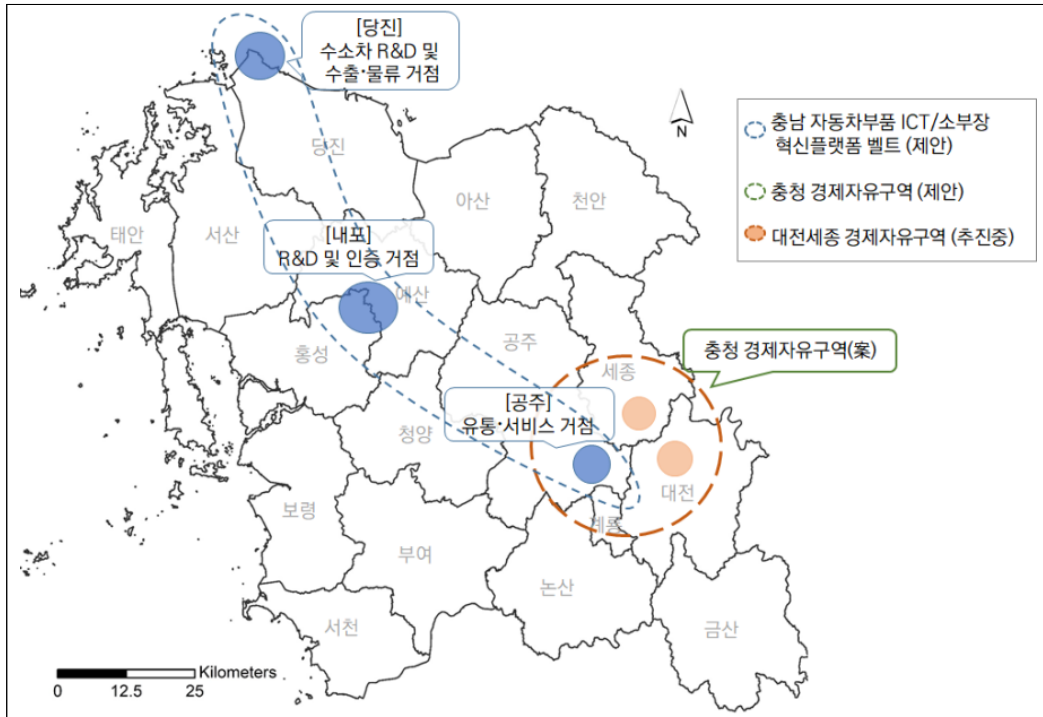 [당진]
수소차 R&D 및
수출·물류 거점
N
충남 자동차부품 ICT/소부장
혁신플랫폼 벨트 (제안)
충청 경제자유구역 (제안)
대전세종 경제자유구역 (추진중)
당진
아산
천안
태안
서산
[내포]
R&D 및 인증 거점
예산
홍성
공주
충청 경제자유구역(案)
세종
[공주]
유통·서비스 거점
청양
대전
보령
계룡
부여
논산
서천
금산
Kilometers
0 12.5 25